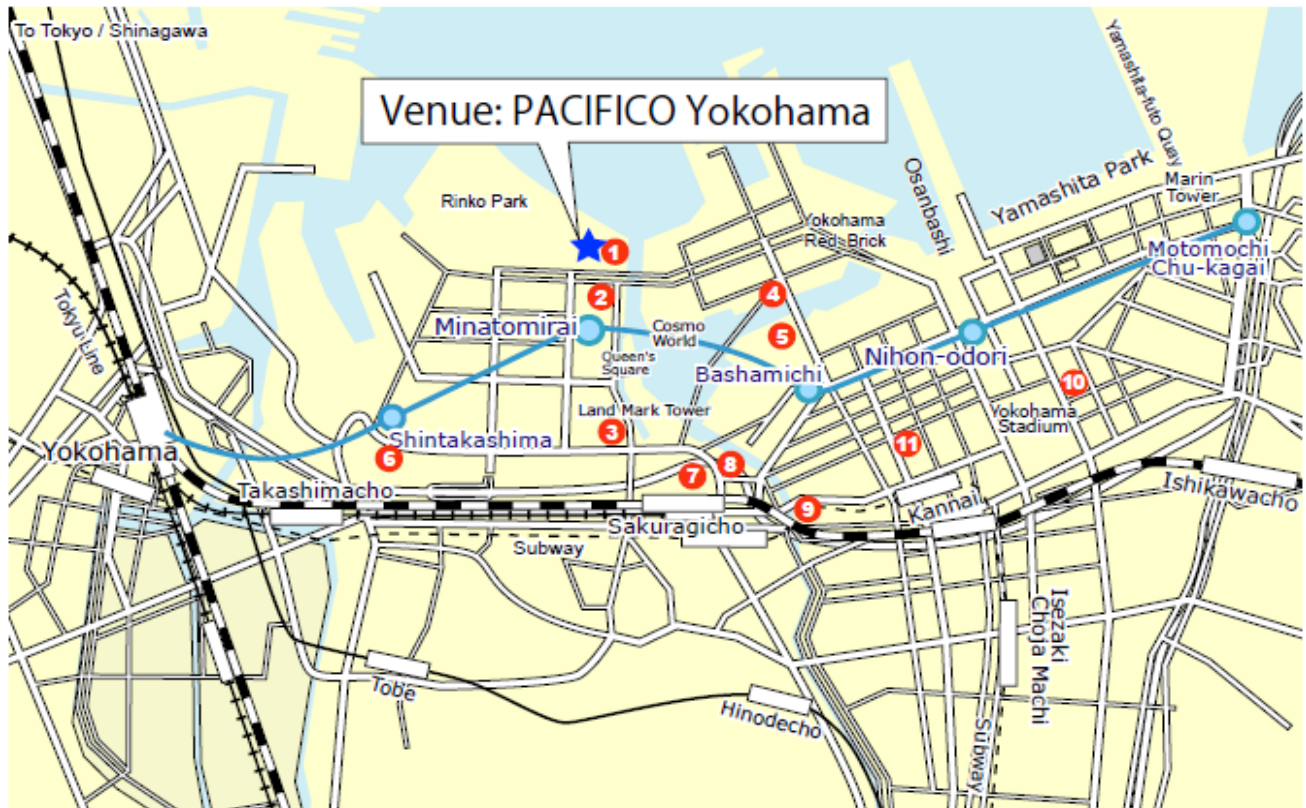 To Tokyo / Shinagawa
Venue: PACIFICO Yokohama
Yamashita-futo Quay
Osanbashi
Yamashita Park
Marin
Tower
Rinko Park
Yokohama
Red Brick
1
Motomochi
Chu-kagai
2
4
Tokyu Line
Minatomirai
Cosmo
World
5
Nihon-odori
Queen's
Square
Bashamichi
10
Land Mark Tower
Yokohama
Stadium
3
Shintakashima
11
Yokohama
6
7
8
Takashimacho
Ishikawacho
9
Kannai
Sakuragicho
Subway
Isezaki
Choja Machi
Tobe
Hinodecho
Subway